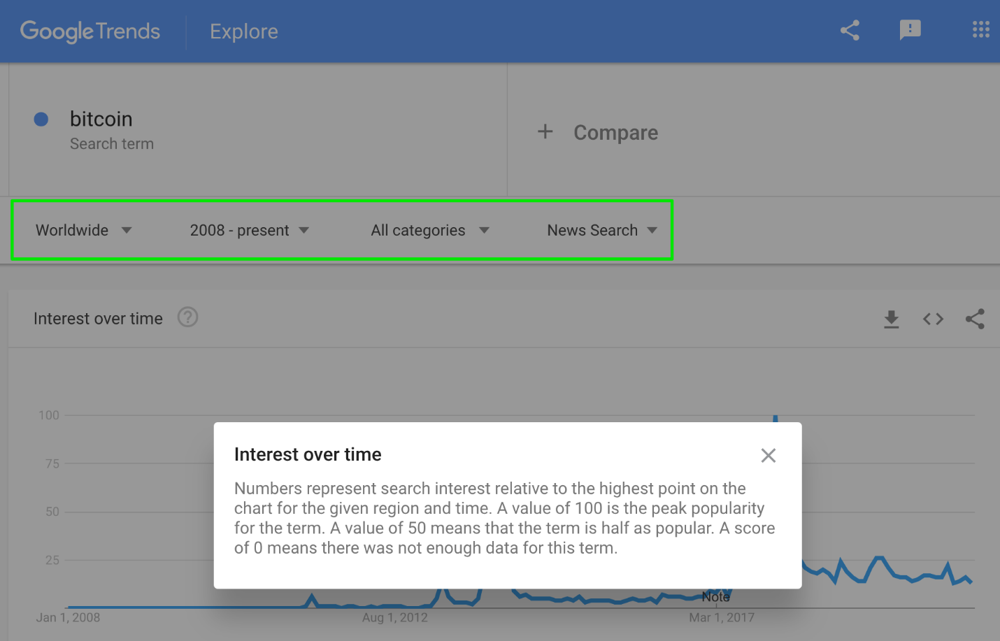 Google Trends
Explore
bitcoin
Search term
+ Compare
Worldwide
2008 - present
All categories
News Search
Interest over time ?
100
75
50
25
Interest over time
Numbers represent search interest relative to the highest point on the
chart for the given region and time. A value of 100 is the peak popularity
for the term. A value of 50 means that the term is half as popular. A score
of 0 means there was not enough data for this term.
Note
Jan 1, 2008
Aug 1, 2012
Mar 1, 2017